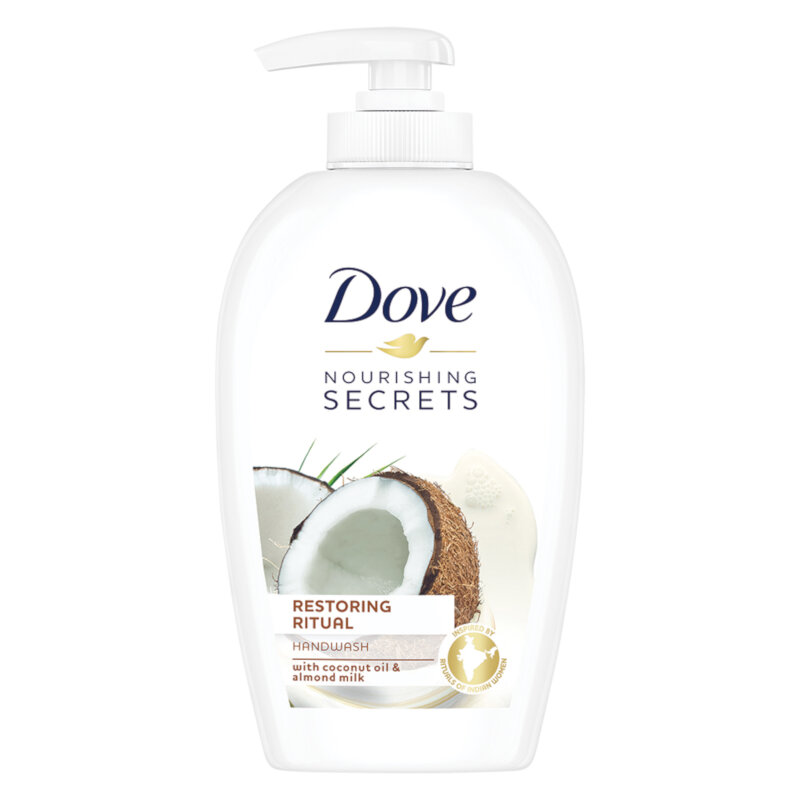 Dove
NOURISHING
SECRETS
RESTORING
RITUAL
HANDWASH
with coconut oil &
almond milk
INSPIRED BY
RITUALS OF INDIAN WOMEN